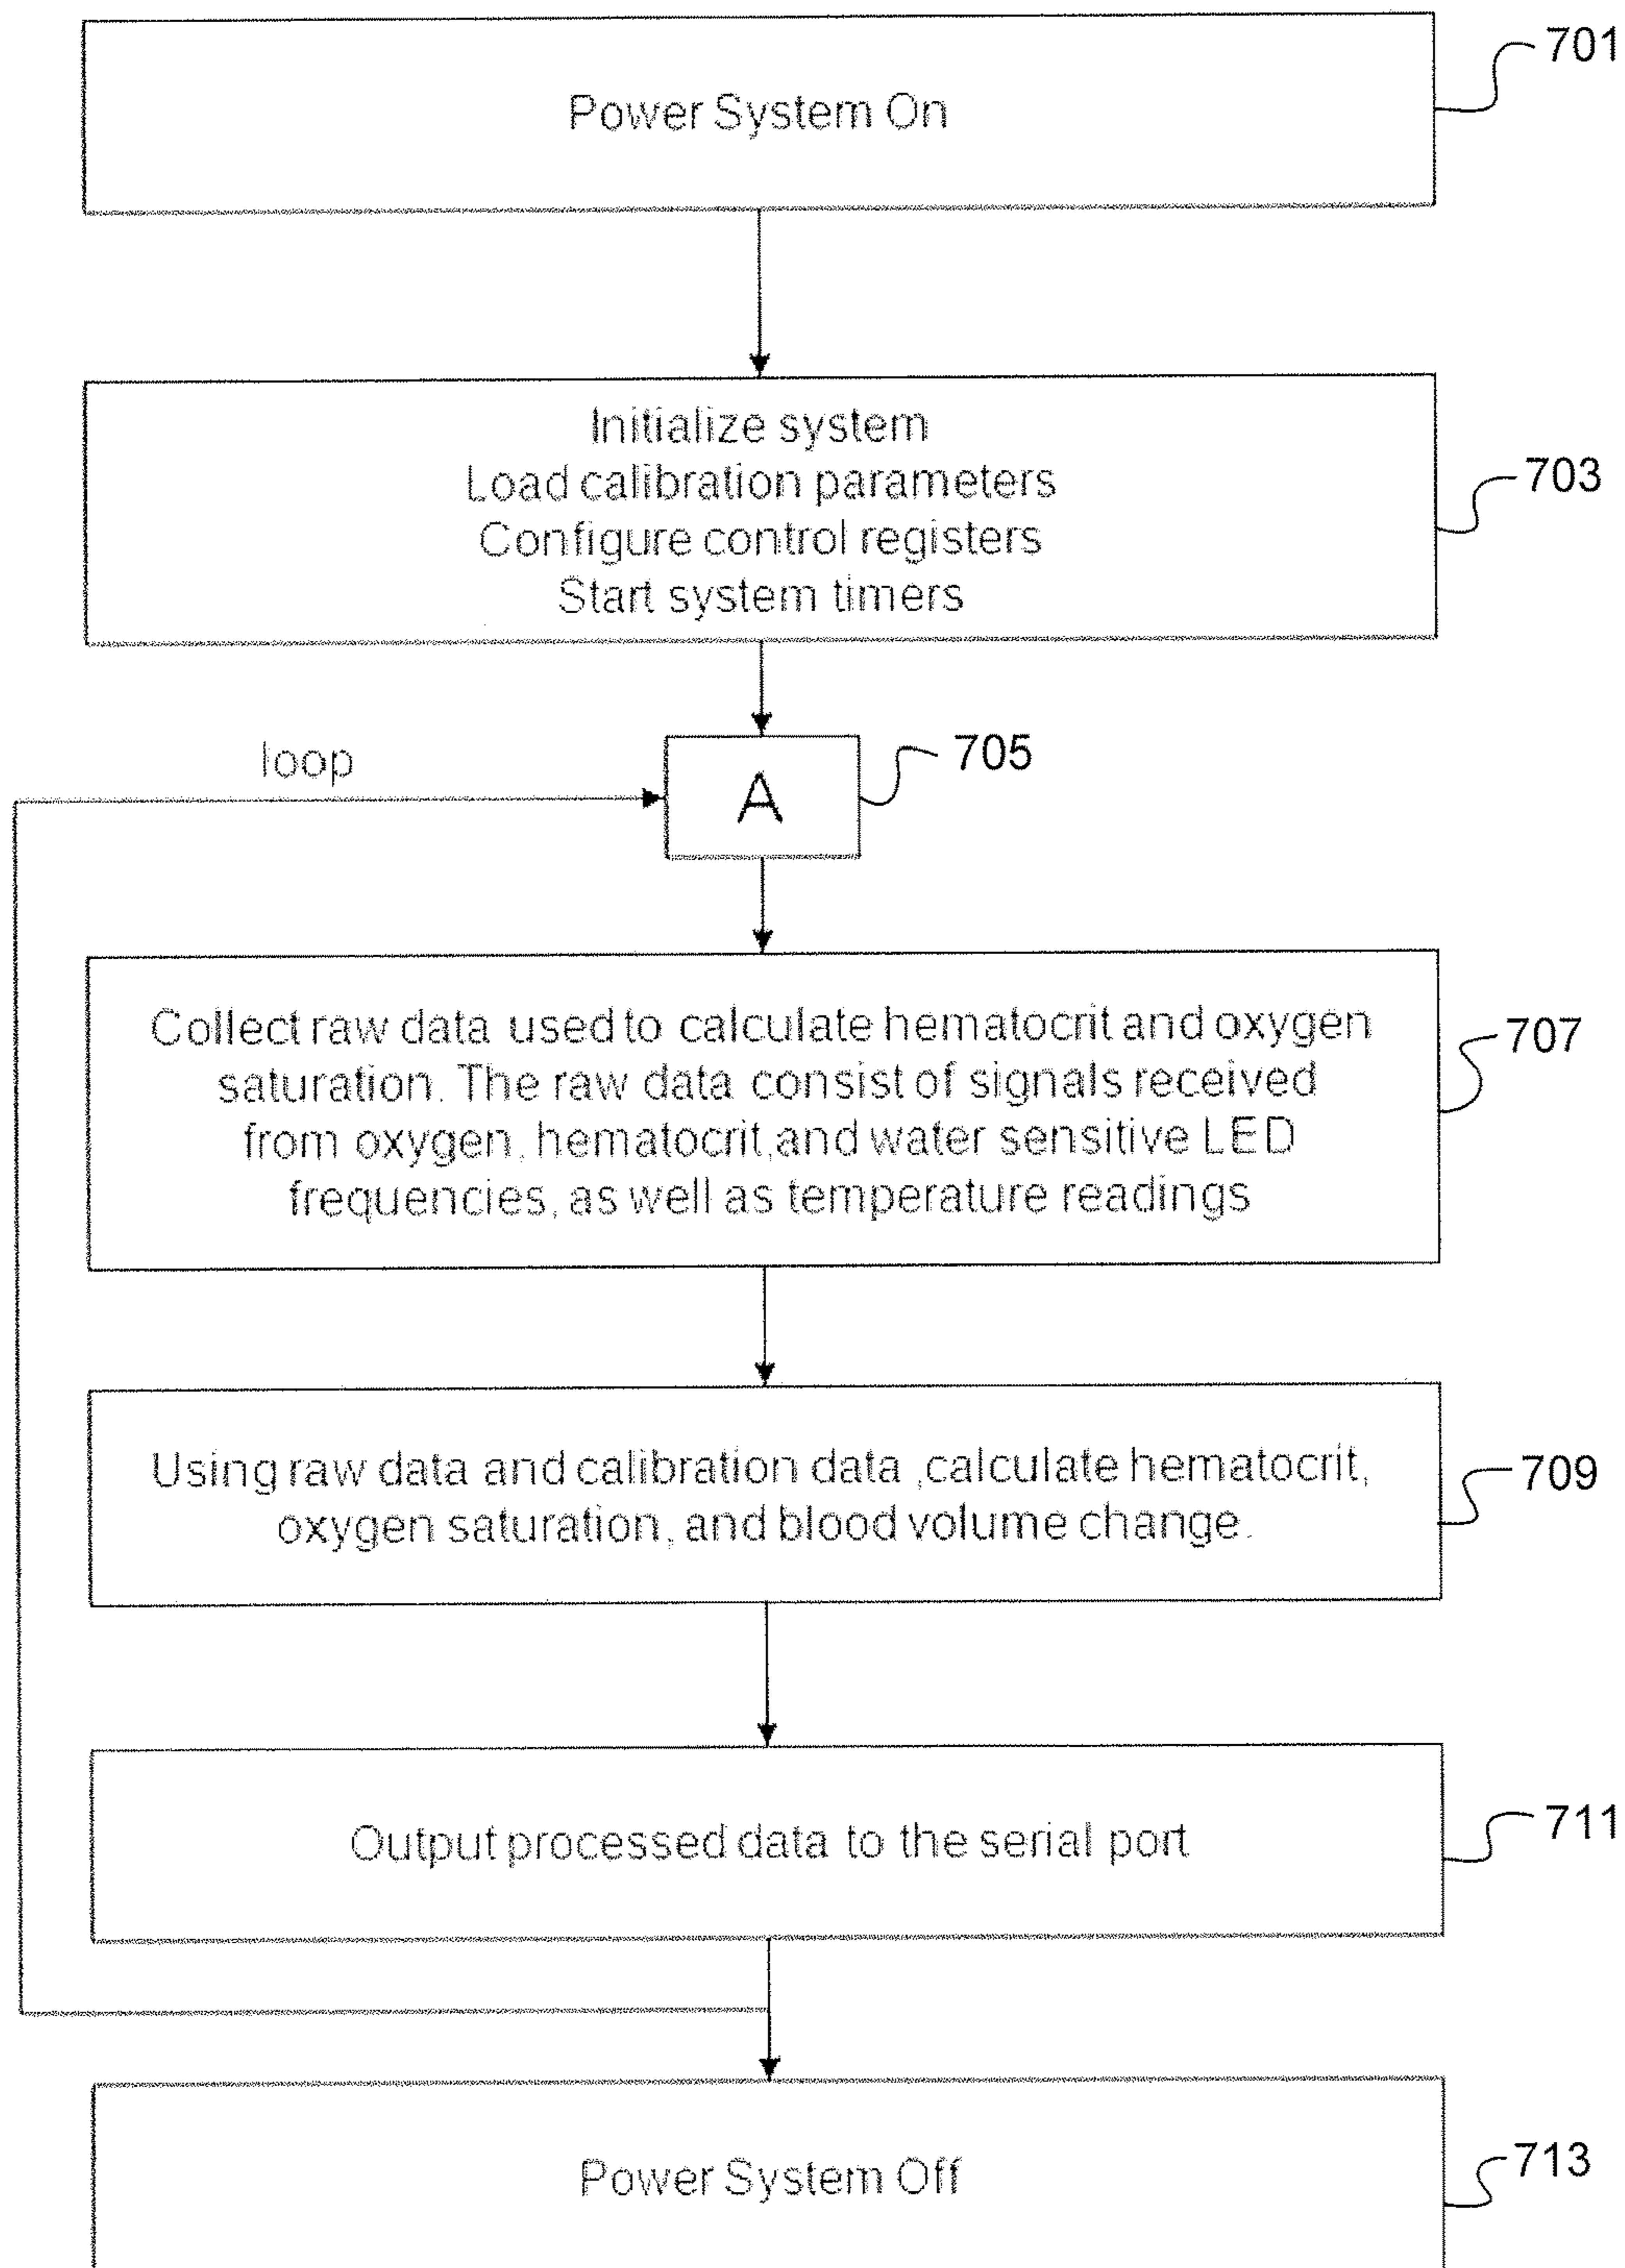 Power System On
701
Initialize system
Load calibration parameters
Configure control registers
Start system timers
703
loop
A
705
Collect raw data used to calculate hematocrit and oxygen
saturation. The raw data consist of signals received
from oxygen, hematocrit,and water sensitive LED
frequencies, as well as temperature readings
707
Using raw data and calibration data ,calculate hematocrit,
oxygen saturation, and blood volume change.
709
Output processed data to the serial port
711
Power System Off
713